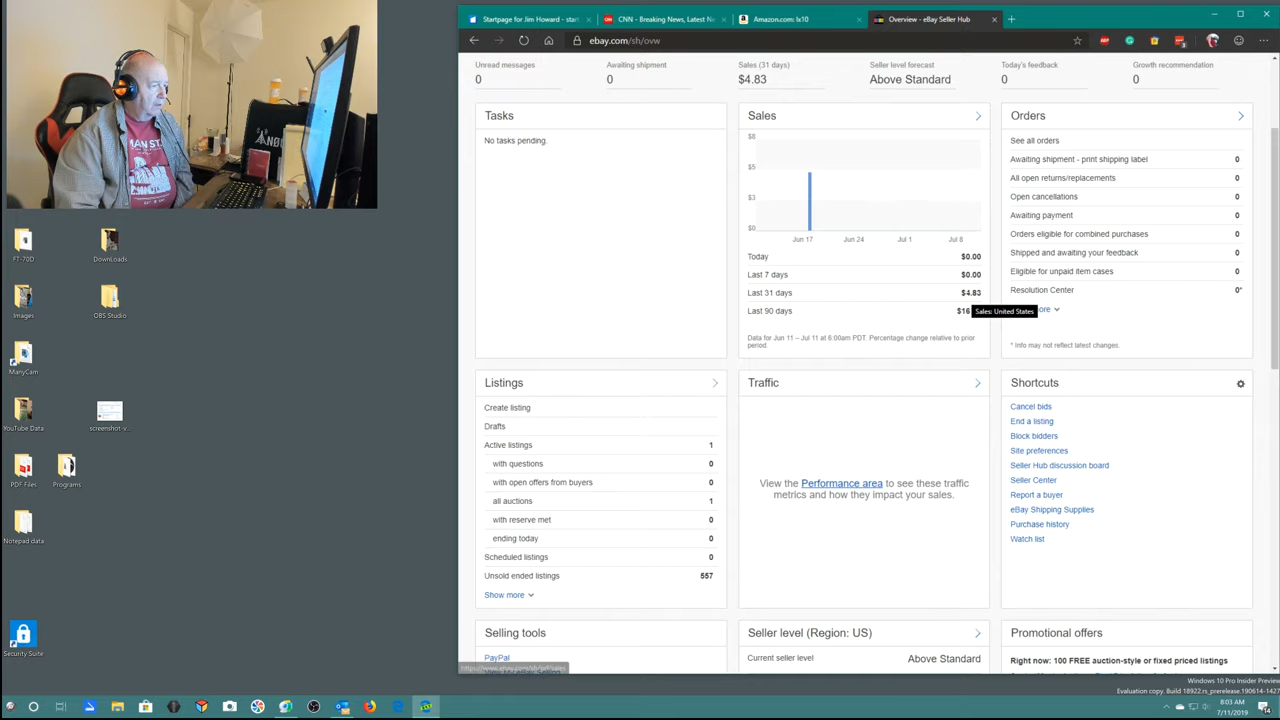 Startpage for Jim Howard - star
CNN - Breaking News, Latest Ne
Amazon.com: lx10
Overview - eBay Seller Hub
ebay.com/sh/ovw
Unread messages
0
Awaiting shipment
0
Sales (31 days)
$4.83
Seller level forecast
Above Standard
Today's feedback
0
Growth recommendation
0
Tasks
No tasks pending.
Sales
$8
$5
$3
$0
Jun 17 Jun 24 Jul 1 Jul 8
Today $0.00
Last 7 days $0.00
Last 31 days $4.83
Last 90 days $16
Sales: United States
Data for Jun 11 – Jul 11 at 6:00am PDT. Percentage change relative to prior
period.
Orders
See all orders
Awaiting shipment - print shipping label 0
All open returns/replacements 0
Open cancellations 0
Awaiting payment 0
Orders eligible for combined purchases 0
Shipped and awaiting your feedback 0
Eligible for unpaid item cases 0
Resolution Center 0*
ore
* Info may not reflect latest changes.
Listings
Create listing
Drafts
Active listings 1
with questions 0
with open offers from buyers 0
all auctions 1
with reserve met 0
ending today 0
Scheduled listings 0
Unsold ended listings 557
Show more
Traffic
View the Performance area to see these traffic
metrics and how they impact your sales.
Shortcuts
Cancel bids
End a listing
Block bidders
Site preferences
Seller Hub discussion board
Seller Center
Report a buyer
eBay Shipping Supplies
Purchase history
Watch list
Selling tools
PayPal
Seller level (Region: US)
Current seller level Above Standard
Promotional offers
Right now: 100 FREE auction-style or fixed priced listings
FT-70D
DownLoads
Images
OBS Studio
ManyCam
YouTube Data
screenshot-v...
PDF Files
Programs
Notepad data
Security Suite
Windows 10 Pro Insider Preview
Evaluation copy. Build 18922.rs_prerelease.190614-1427
8:03 AM
7/11/2019